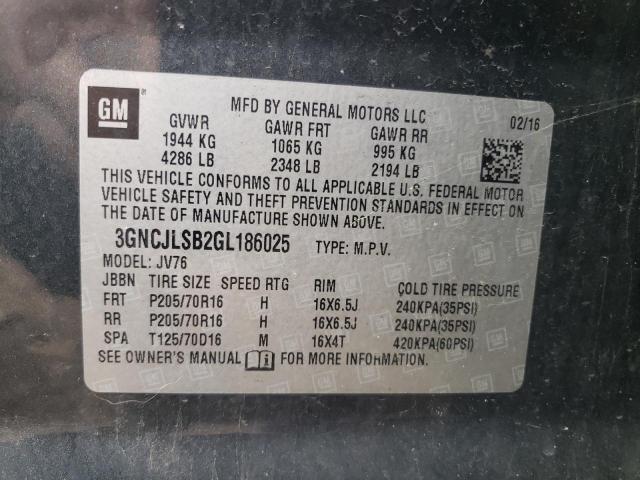 GM
MFD BY GENERAL MOTORS LLC
02/16
GVWR GAWR FRT GAWR RR
1944 KG 1065 KG 995 KG
4286 LB 2348 LB 2194 LB
THIS VEHICLE CONFORMS TO ALL APPLICABLE U.S. FEDERAL MOTOR
VEHICLE SAFETY AND THEFT PREVENTION STANDARDS IN EFFECT ON
THE DATE OF MANUFACTURE SHOWN ABOVE.
3GNCJLSB2GL186025 TYPE: M.P.V.
MODEL: JV76
JBBN TIRE SIZE SPEED RTG RIM COLD TIRE PRESSURE
FRT P205/70R16 H 16X6.5J 240KPA(35PSI)
RR P205/70R16 H 16X6.5J 240KPA(35PSI)
SPA T125/70D16 M 16X4T 420KPA(60PSI)
SEE OWNER'S MANUAL FOR MORE INFORMATION.